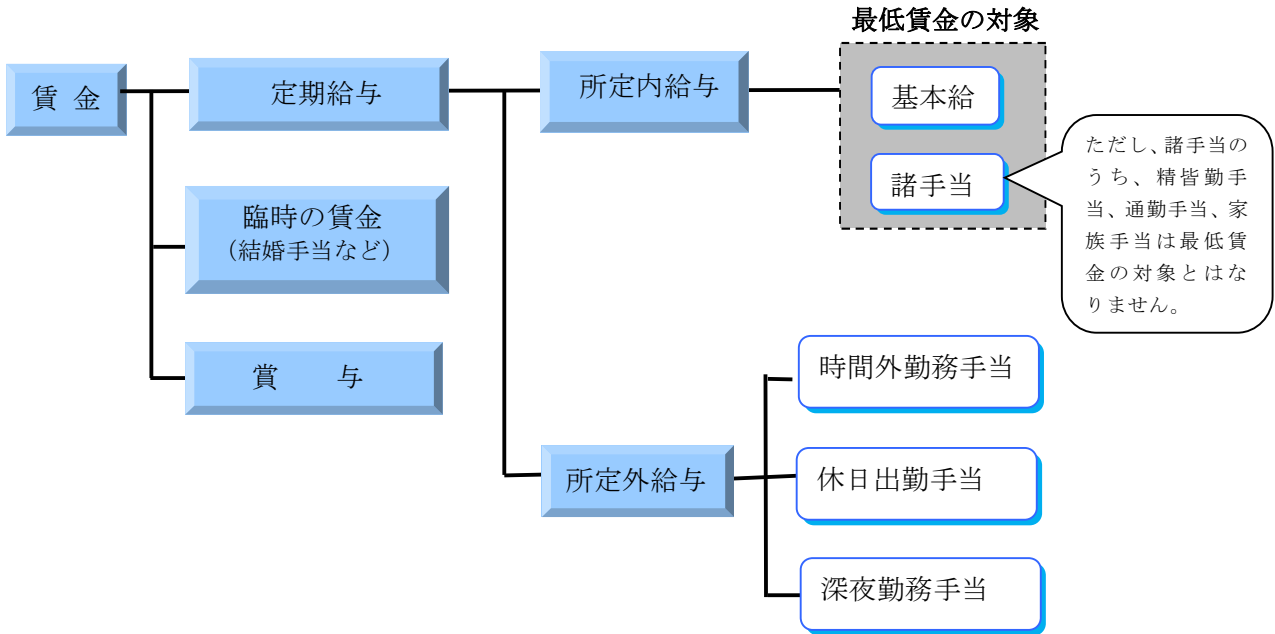 最低賃金の対象
賃 金
定期給与
所定内給与
基本給
諸手当
ただし、諸手当の
うち、精皆勤手
当、通勤手当、家
族手当は最低賃
金の対象とはな
りません。
臨時の賃金
（結婚手当など）
賞　　与
所定外給与
時間外勤務手当
休日出勤手当
深夜勤務手当